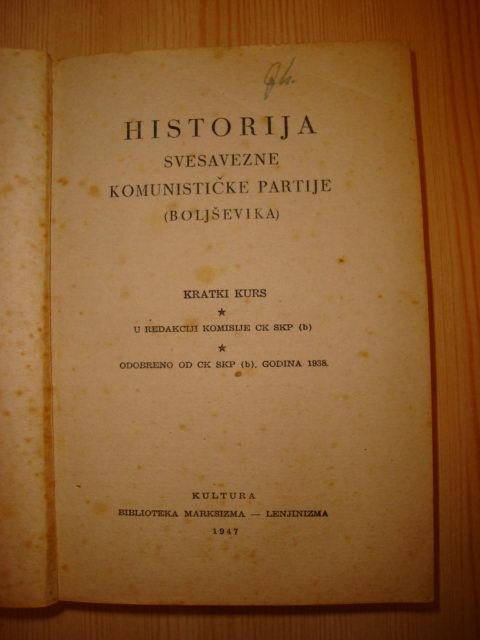 HISTORIJA
SVESAVEZNE
KOMUNISTIČKE PARTIJE
(BOLJŠEVIKA)
KRATKI KURS
★
U REDAKCIJI KOMISIJE CK SKP (b)
★
ODOBRENO OD CK SKP (b). GODINA 1938.
KULTURA
BIBLIOTEKA MARKSIZMA — LENJINIZMA
1947